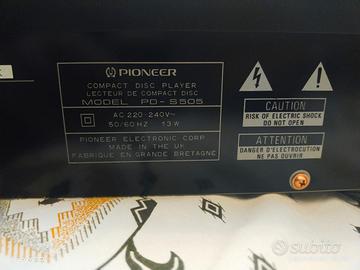 PIONEER
COMPACT DISC PLAYER
LECTEUR DE COMPACT DISC
MODEL PD-S505
AC 220-240V~
50/60 HZ 13W
PIONEER ELECTRONIC CORP.
MADE IN THE UK
FABRIQUE EN GRANDE BRETAGNE
CAUTION
RISK OF ELECTRIC SHOCK
DO NOT OPEN
ATTENTION
DANGER D'ELECTROCUTION
NE PAS OUVRIR
subito